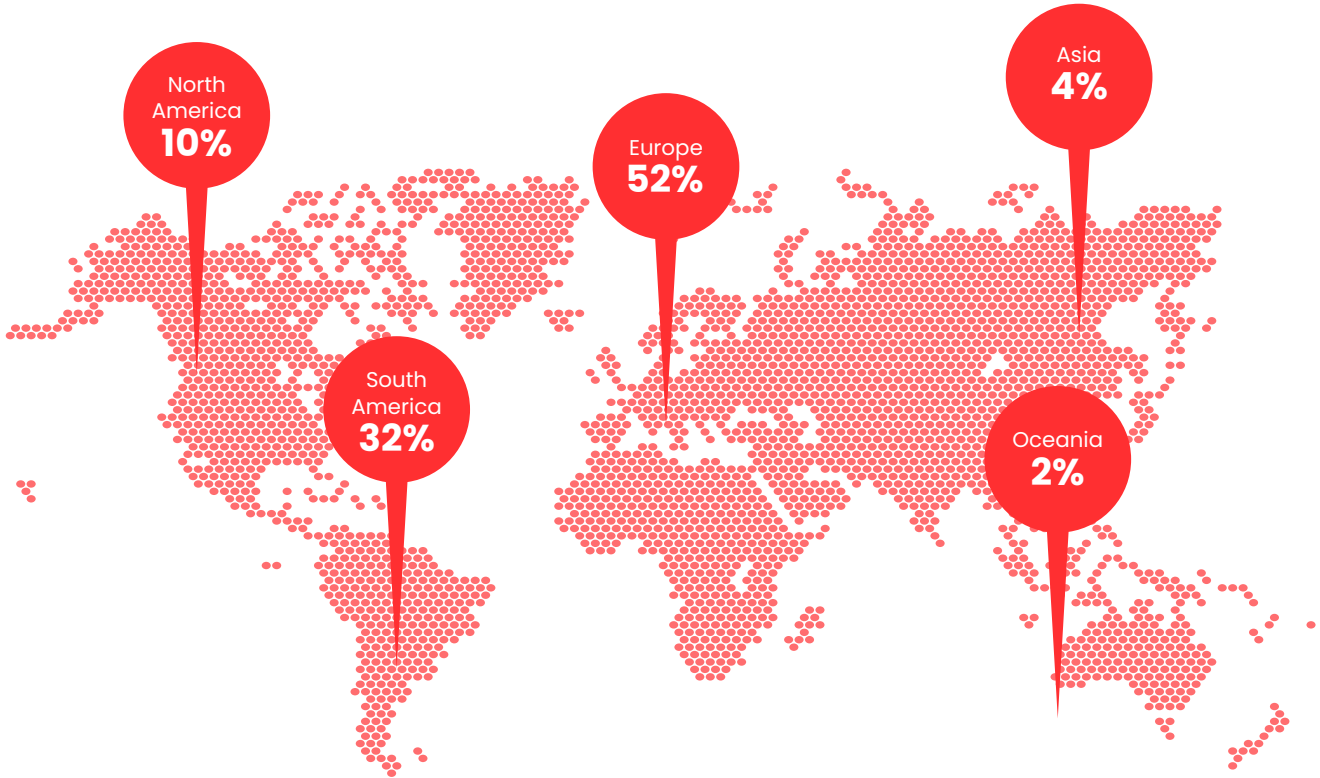 North
America
10%
Europe
52%
Asia
4%
South
America
32%
Oceania
2%